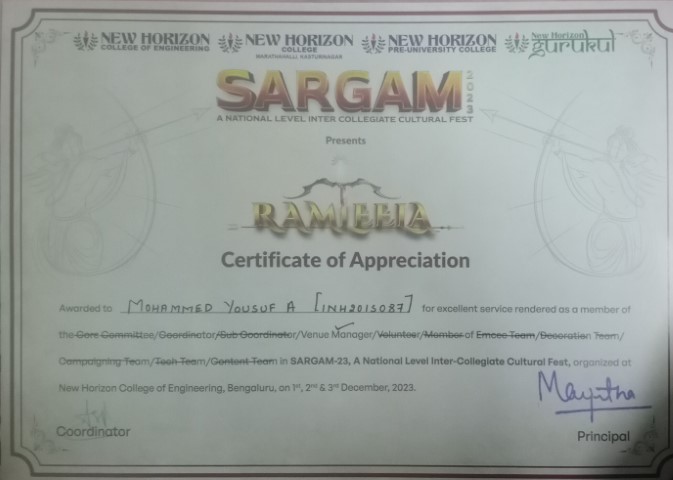 NEW HORIZON COLLEGE OF ENGINEERING
NEW HORIZON COLLEGE MARATHAHALLI, KASTURINAGAR
NEW HORIZON PRE-UNIVERSITY COLLEGE
New Horizon gurukul
SARGAM 2023
A NATIONAL LEVEL INTER COLLEGIATE CULTURAL FEST
Presents
RAMLEELA
Certificate of Appreciation
Awarded to MOHAMMED YOUSUF A [1NH20IS087] for excellent service rendered as a member of
the Core Committee/Coordinator/Sub Coordinator/Venue Manager/Volunteer/Member of Emcee Team/Decoration Team/
Campaigning Team/Tech Team/Content Team in SARGAM-23, A National Level Inter-Collegiate Cultural Fest, organized at
New Horizon College of Engineering, Bengaluru, on 1st, 2nd & 3rd December, 2023.
Coordinator
Principal